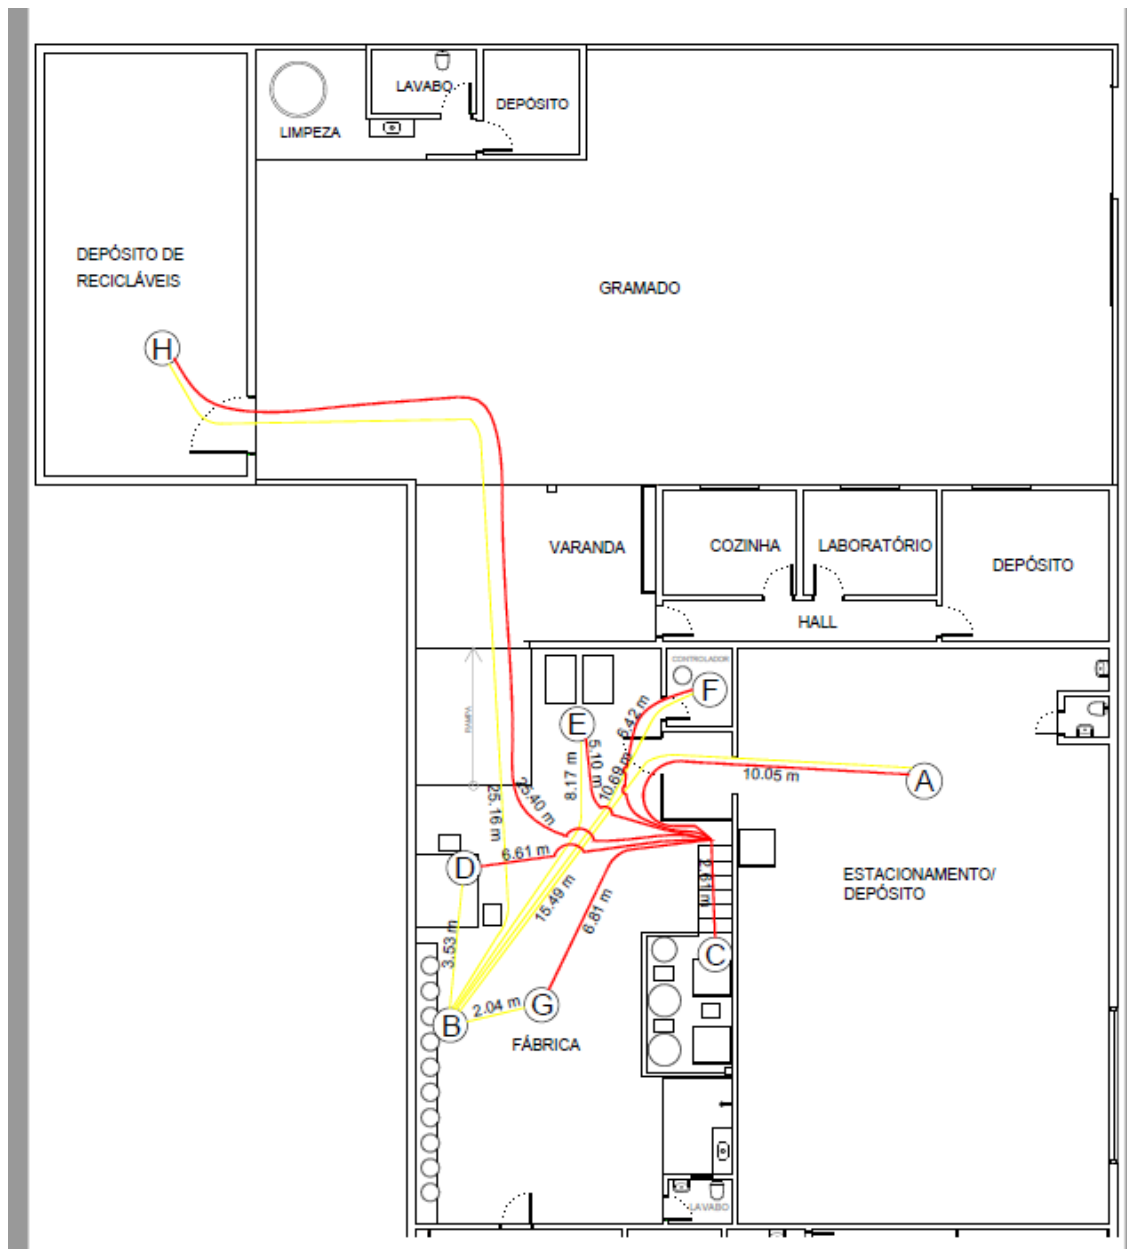 LAVABO
DEPÓSITO
LIMPEZA
DEPÓSITO DE
RECICLÁVEIS
GRAMADO
H
VARANDA
COZINHA
LABORATÓRIO
DEPÓSITO
HALL
CONTROLADOR
F
RAMPA
E
6.42 m
5.10 m
8.17 m
10.69 m
A
10.05 m
25.40 m
25.16 m
D
6.61 m
15.49 m
2.61 m
6.81 m
ESTACIONAMENTO/
DEPÓSITO
3.53 m
C
G
2.04 m
B
FÁBRICA
LAVABO